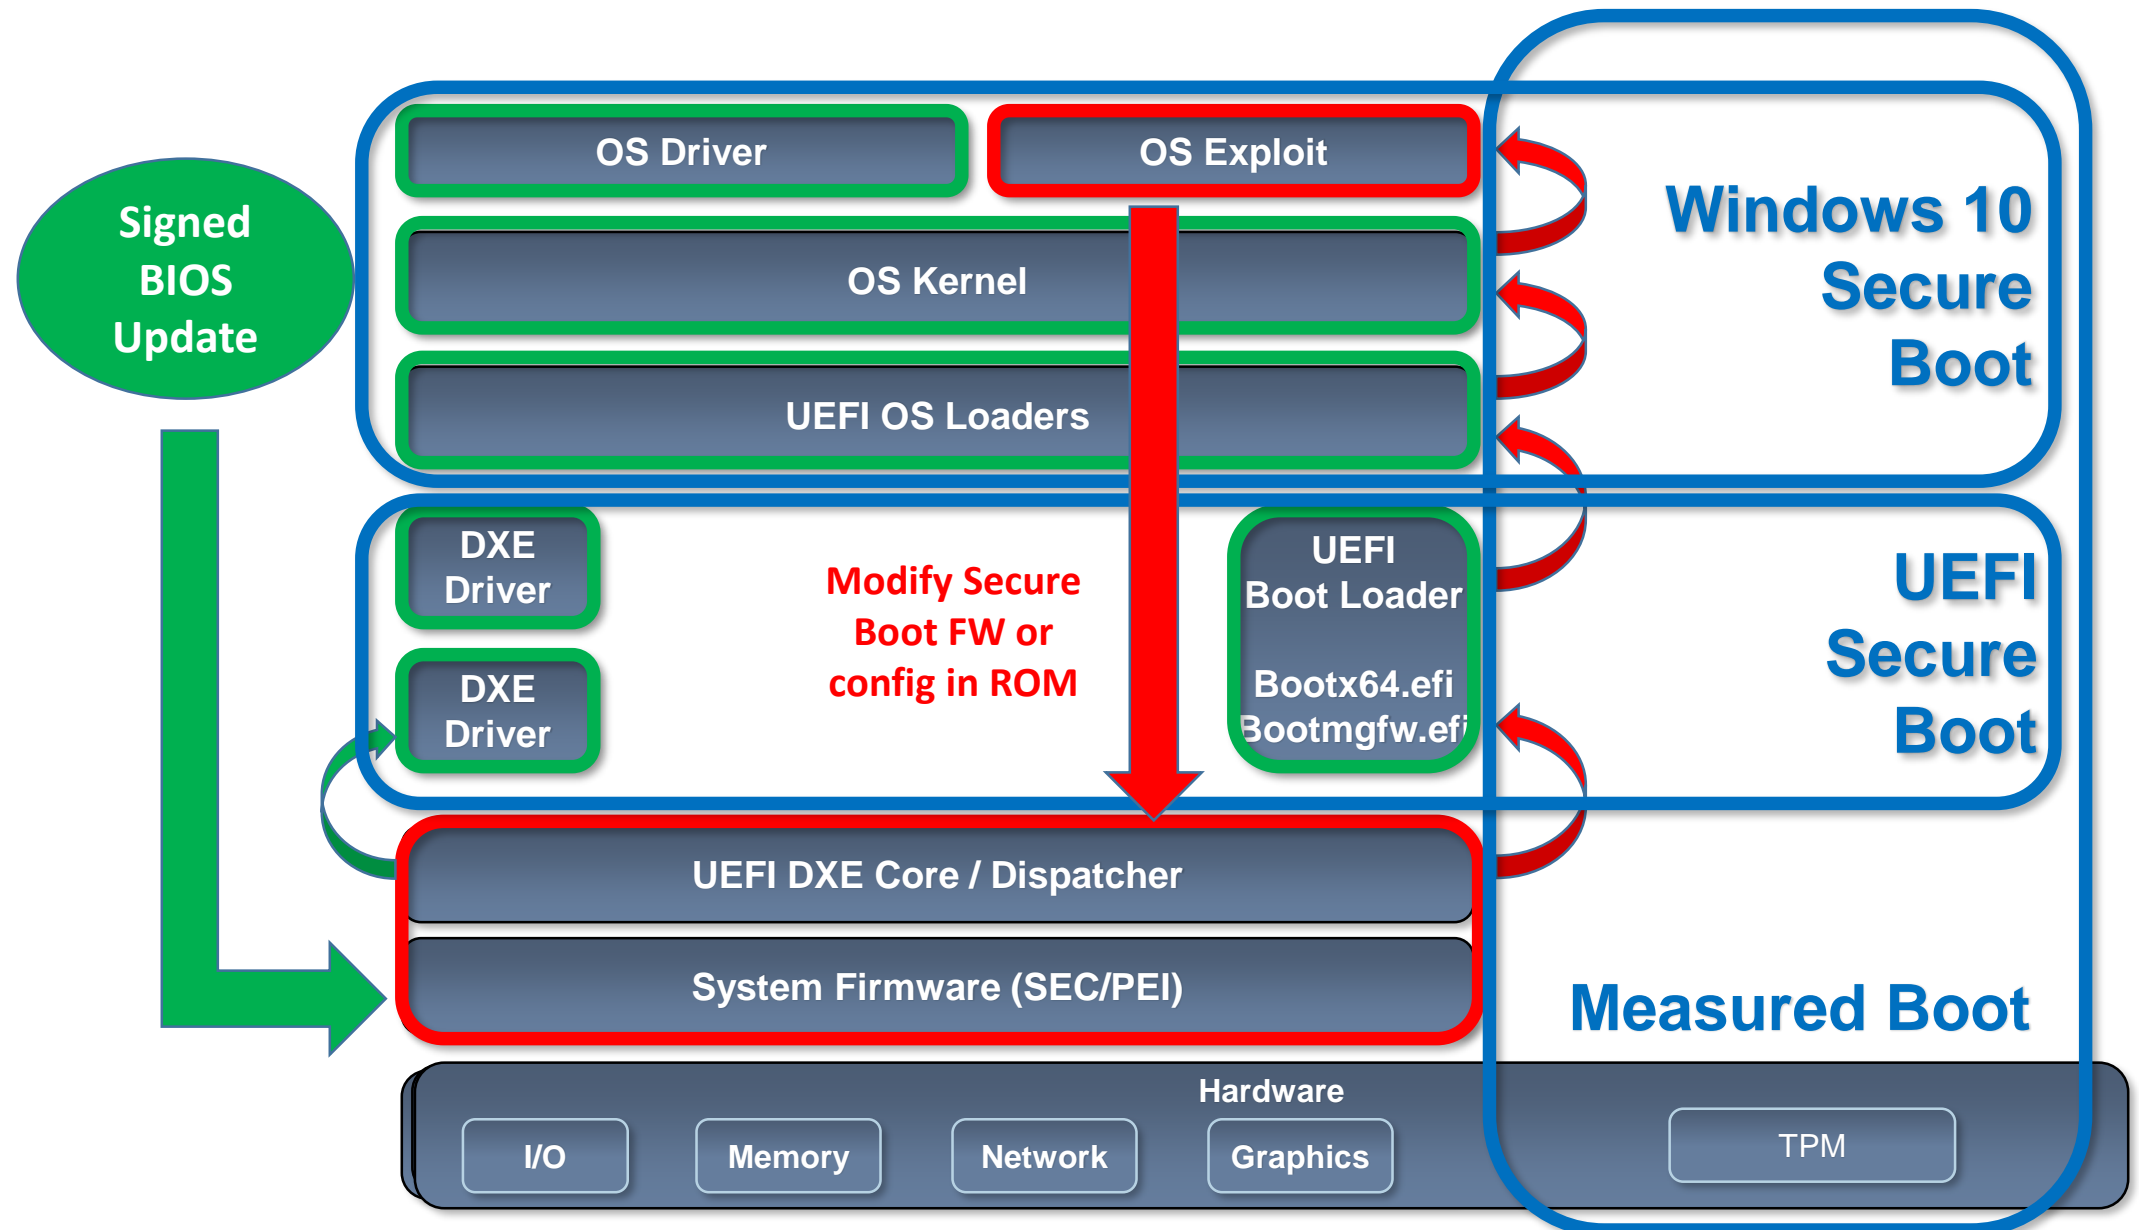 Signed
BIOS
Update
OS Driver
OS Exploit
OS Kernel
UEFI OS Loaders
Windows 10
Secure
Boot
DXE
Driver
DXE
Driver
Modify Secure
Boot FW or
config in ROM
UEFI
Boot Loader
Bootx64.efi
Bootmgfw.efi
UEFI
Secure
Boot
UEFI DXE Core / Dispatcher
System Firmware (SEC/PEI)
Measured Boot
Hardware
I/O
Memory
Network
Graphics
TPM